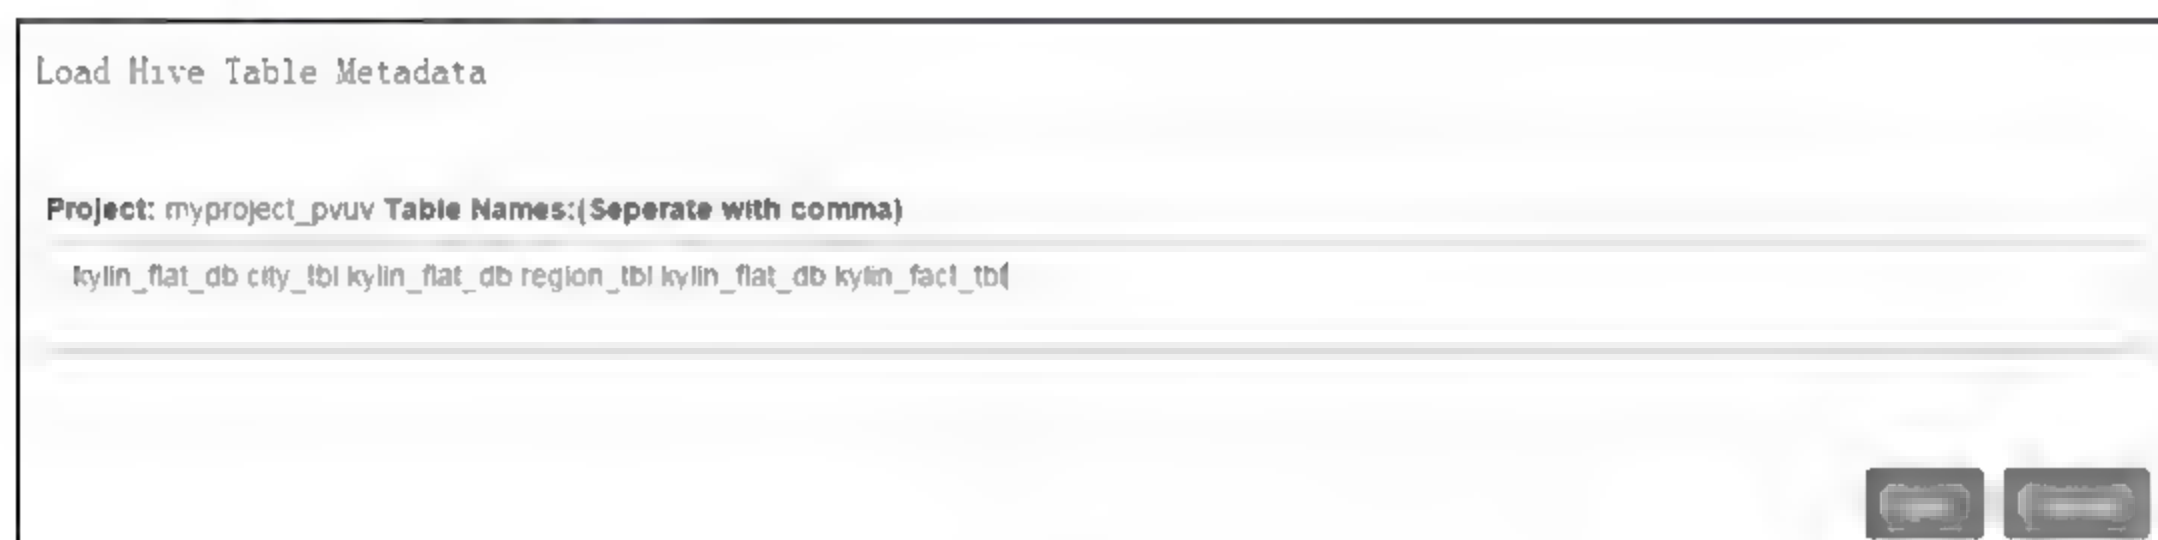 Load Hive Table Metadata
Project: myproject_pvuv Table Names:(Seperate with comma)
kylin_flat_db city_tbl kylin_flat_db region_tbl kylin_flat_db kylin_fact_tbl